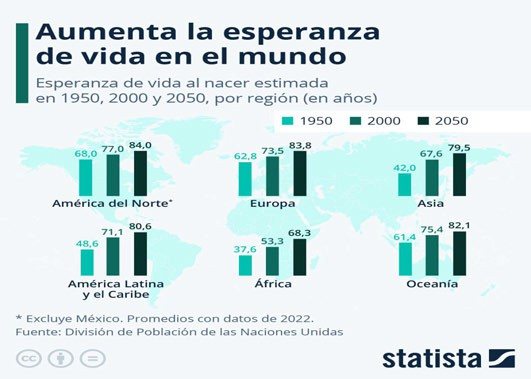 Aumenta la esperanza
de vida en el mundo
Esperanza de vida al nacer estimada
en 1950, 2000 y 2050, por región (en años)
1950 2000 2050
68,0 77,0 84,0
América del Norte*
62,8 73,5 83,8
Europa
42,0 67,6 79,5
Asia
48,6 71,1 80,6
América Latina
y el Caribe
37,6 53,3 68,3
África
61,4 75,4 82,1
Oceanía
* Excluye México. Promedios con datos de 2022.
Fuente: División de Población de las Naciones Unidas
cc
statista